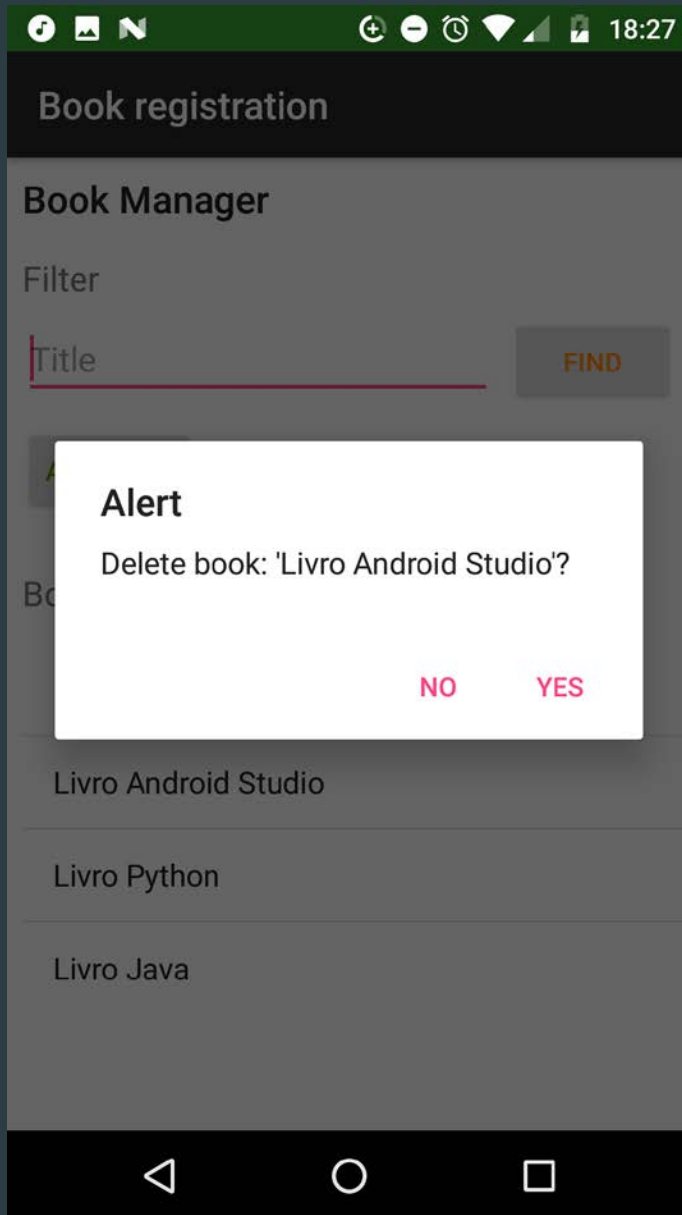 18:27
Book registration
Book Manager
Filter
Title
FIND
Alert
Delete book: 'Livro Android Studio'?
NO YES
Livro Android Studio
Livro Python
Livro Java